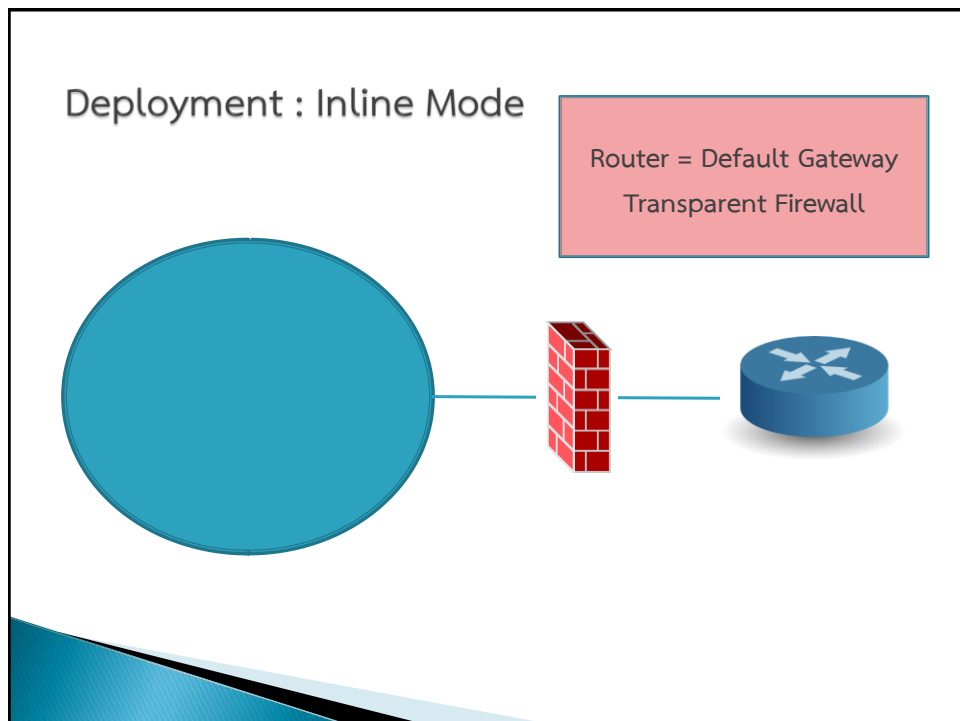 Deployment : Inline Mode
Router = Default Gateway
Transparent Firewall